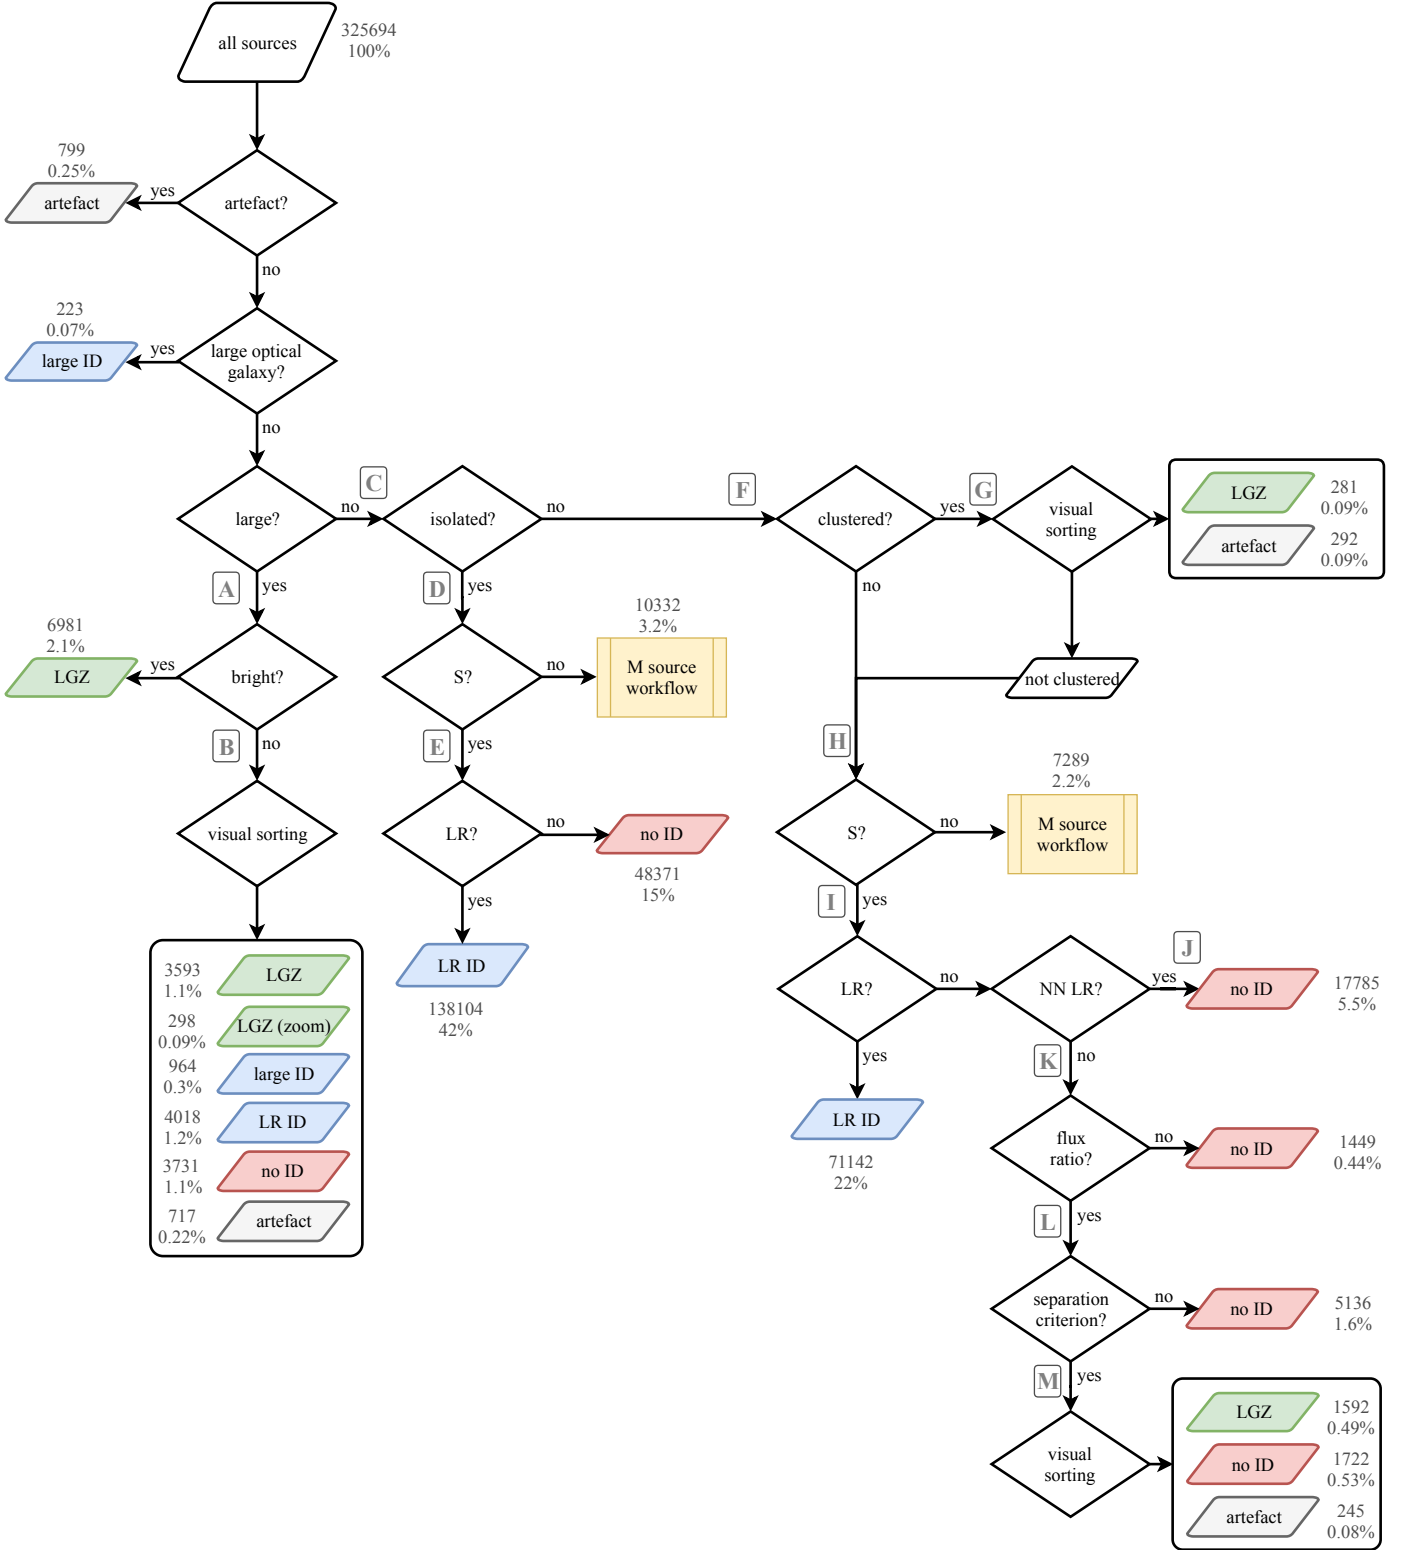 all sources
325694
100%
799
0.25%
artefact
yes
artefact?
no
223
0.07%
large ID
yes
large optical
galaxy?
no
large?
no
C
isolated?
no
F
clustered?
yes
G
visual
sorting
LGZ
281
0.09%
artefact
292
0.09%
A
yes
D
yes
no
6981
2.1%
LGZ
yes
bright?
S?
no
10332
3.2%
M source
workflow
not clustered
B
no
E
yes
H
visual sorting
LR?
no
no ID
48371
15%
S?
no
7289
2.2%
M source
workflow
yes
I
yes
LR ID
138104
42%
LR?
no
NN LR?
yes
J
no ID
17785
5.5%
3593
1.1%
LGZ
298
0.09%
LGZ (zoom)
964
0.3%
large ID
4018
1.2%
LR ID
3731
1.1%
no ID
717
0.22%
artefact
yes
K
no
LR ID
71142
22%
flux
ratio?
no
no ID
1449
0.44%
L
yes
separation
criterion?
no
no ID
5136
1.6%
M
yes
visual
sorting
LGZ
1592
0.49%
no ID
1722
0.53%
artefact
245
0.08%